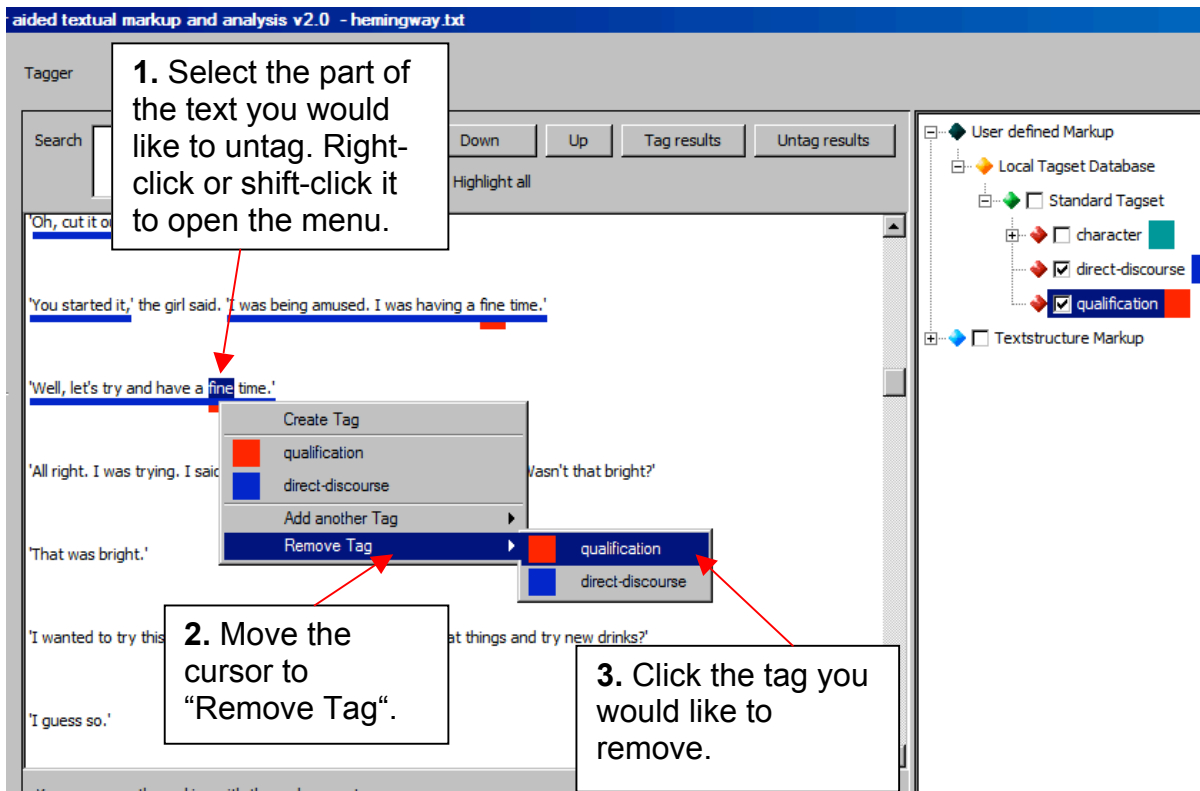 aided textual markup and analysis v2.0 - hemingway.txt
Tagger
1. Select the part of
the text you would
like to untag. Right-
click or shift-click it
to open the menu.
Search
Down
Up
Tag results
Untag results
Highlight all
User defined Markup
Local Tagset Database
Standard Tagset
character
direct-discourse
qualification
Textstructure Markup
'Oh, cut it
'You started it,' the girl said. 'I was being amused. I was having a fine time.'
'Well, let's try and have a fine time.'
Create Tag
qualification
direct-discourse
Add another Tag
Remove Tag
qualification
direct-discourse
'All right. I was trying. I said Wasn't that bright?'
'That was bright.'
'I wanted to try this at things and try new drinks?'
'I guess so.'
2. Move the
cursor to
“Remove Tag“.
3. Click the tag you
would like to
remove.